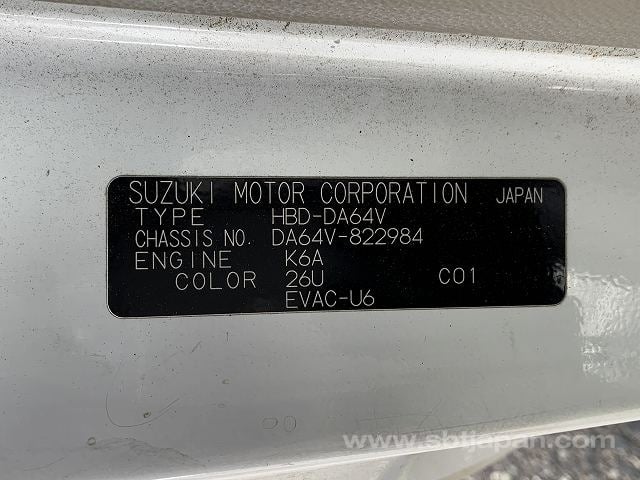 SUZUKI MOTOR CORPORATION JAPAN
TYPE HBD-DA64V
CHASSIS NO. DA64V-822984
ENGINE K6A
COLOR 26U C01
EVAC-U6
www.sbtjapan.com